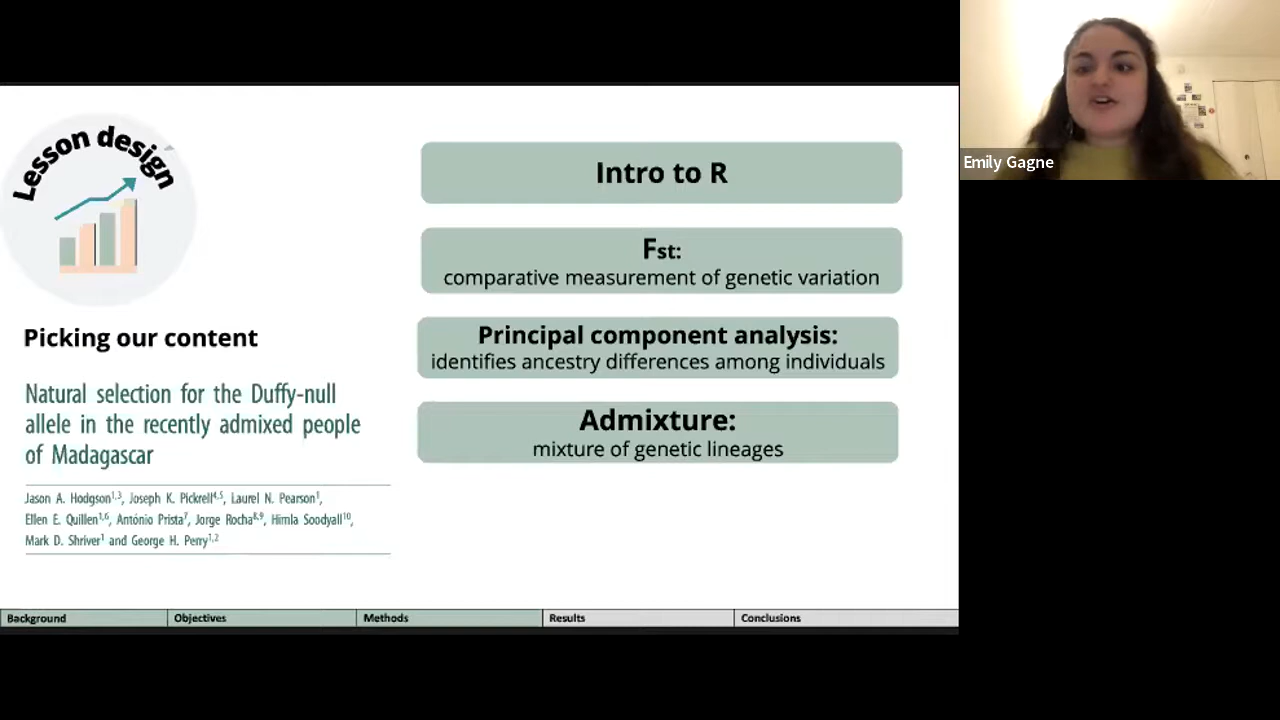 Lesson design
Picking our content
Natural selection for the Duffy-null
allele in the recently admixed people
of Madagascar
Jason A. Hodgson1,3, Joseph K. Pickrell4,5, Laurel N. Pearson1,
Ellen E. Quillen1,6, António Prista7, Jorge Rocha8,9, Himla Soodyall10,
Mark D. Shriver1 and George H. Perry1,2
Intro to R
Fst:
comparative measurement of genetic variation
Principal component analysis:
identifies ancestry differences among individuals
Admixture:
mixture of genetic lineages
Background
Objectives
Methods
Results
Conclusions
Emily Gagne